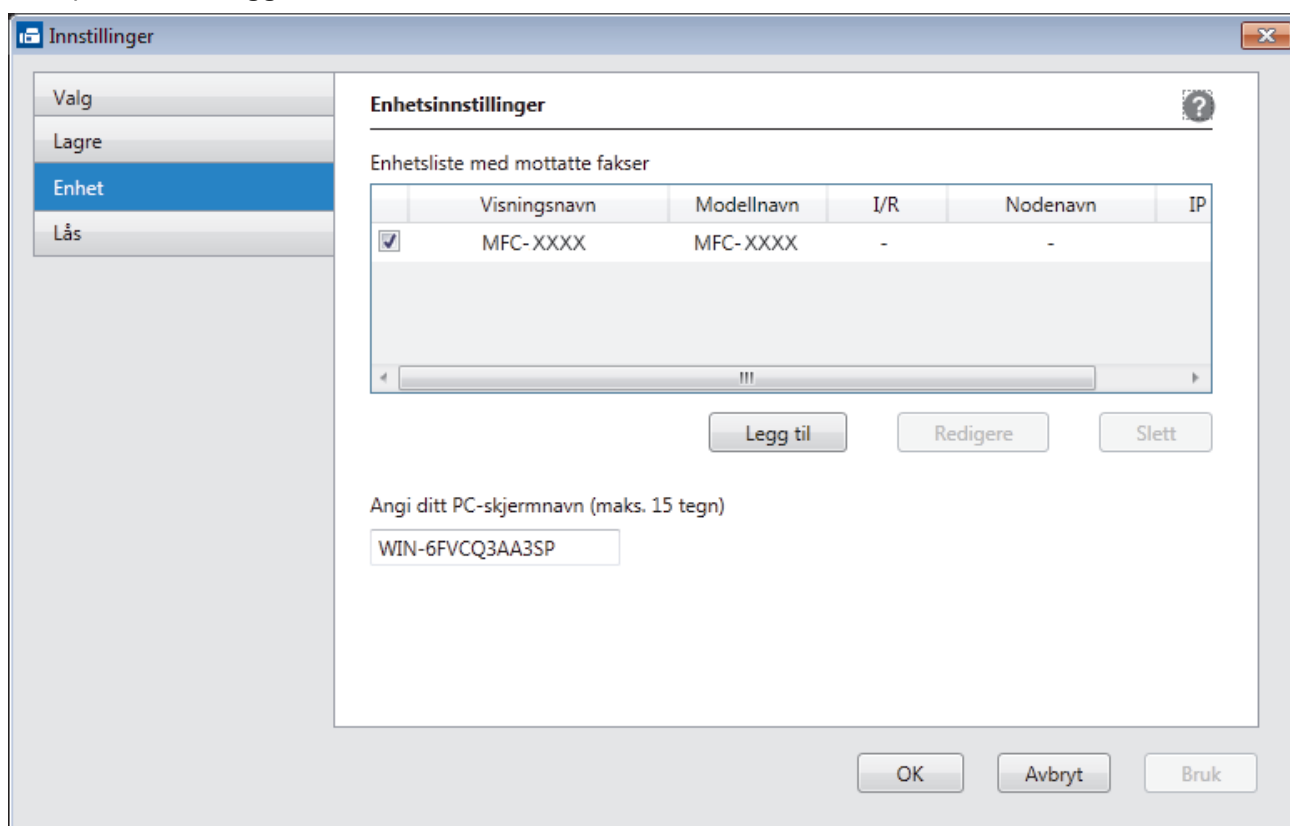 Innstillinger
Valg
Lagre
Enhet
Lås
Enhetsinnstillinger
?
Enhetsliste med mottatte fakser
Visningsnavn Modellnavn I/R Nodenavn IP
MFC-XXXX MFC-XXXX - -
Legg til Redigere Slett
Angi ditt PC-skjermnavn (maks. 15 tegn)
WIN-6FVCQ3AA3SP
OK Avbryt Bruk